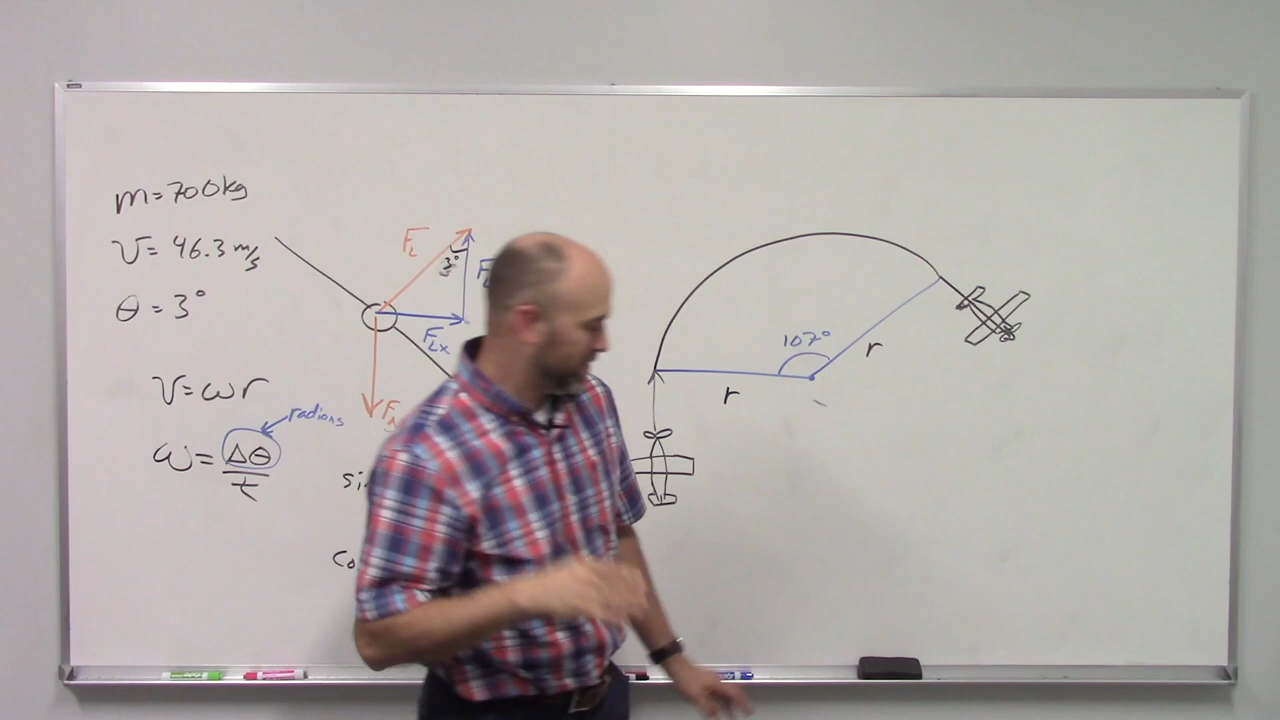 m=700kg
v=46.3 m/s
θ=3°
v=ωr
ω=Δθ/t
radians
F_L
3°
F_Lx
107°
r
r